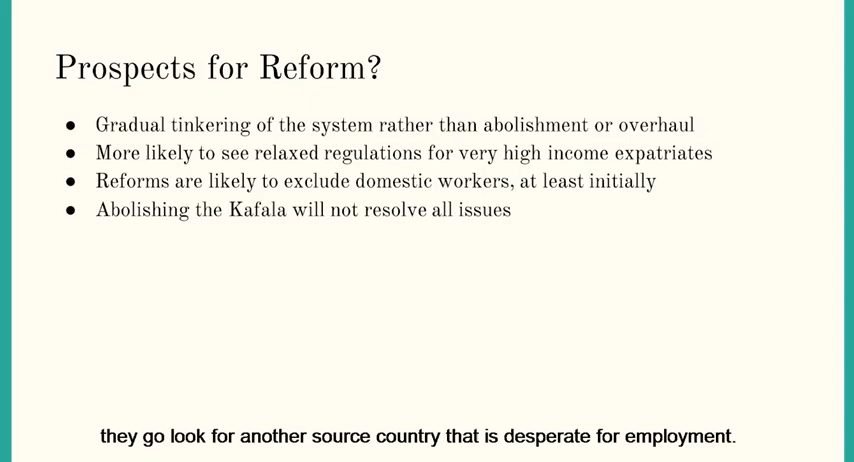 Prospects for Reform?
● Gradual tinkering of the system rather than abolishment or overhaul
● More likely to see relaxed regulations for very high income expatriates
● Reforms are likely to exclude domestic workers, at least initially
● Abolishing the Kafala will not resolve all issues
they go look for another source country that is desperate for employment.